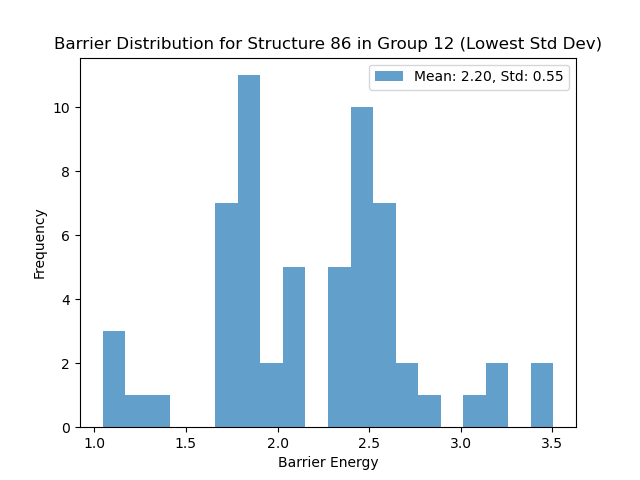 Barrier Distribution for Structure 86 in Group 12 (Lowest Std Dev)
Mean: 2.20, Std: 0.55
Frequency
10
8
6
4
2
0
1.0 1.5 2.0 2.5 3.0 3.5
Barrier Energy